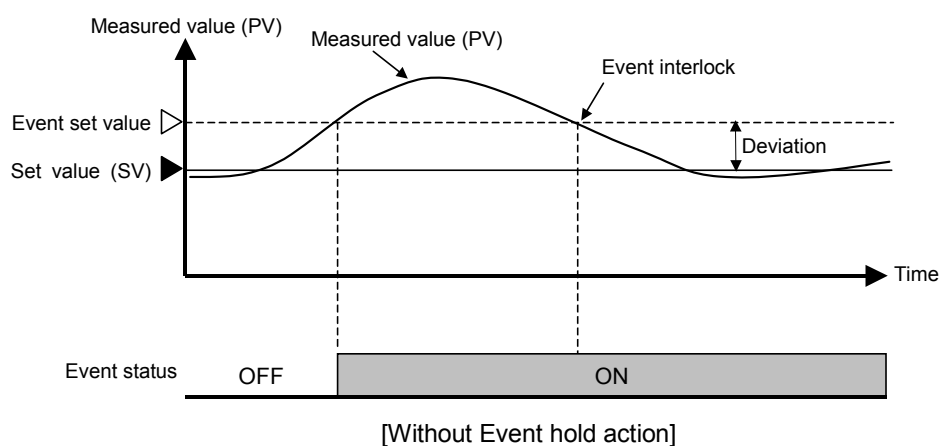 Measured value (PV)
Measured value (PV)
Event interlock
Event set value
Deviation
Set value (SV)
Time
Event status
OFF
ON
[Without Event hold action]